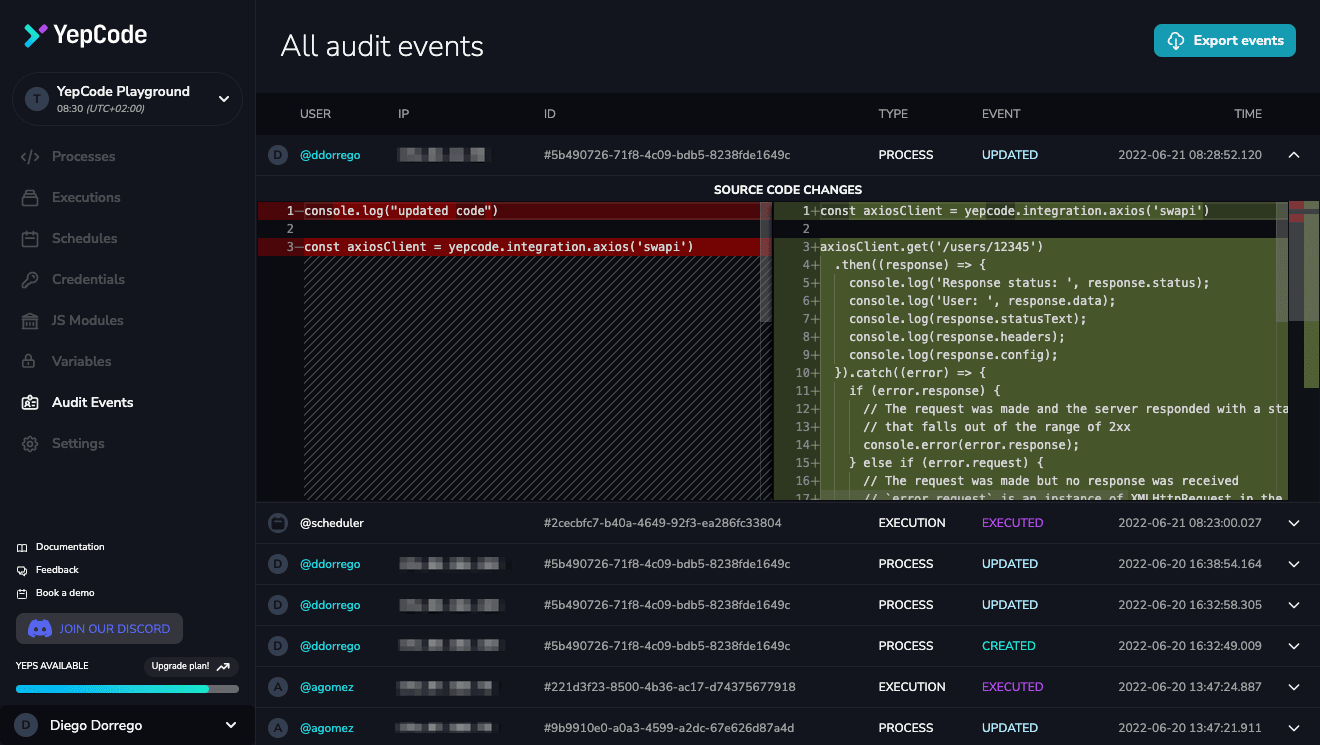 YepCode
All audit events
Export events
T
YepCode Playground
08:30 (UTC+02:00)
Processes
Executions
Schedules
Credentials
JS Modules
Variables
Audit Events
Settings
Documentation
Feedback
Book a demo
JOIN OUR DISCORD
YEPS AVAILABLE Upgrade plan!
D Diego Dorrego
USER IP ID TYPE EVENT TIME
D @ddorrego #5b490726-71f8-4c09-bdb5-8238fde1649c PROCESS UPDATED 2022-06-21 08:28:52.120
SOURCE CODE CHANGES
1—console.log("updated code")
2
3—const axiosClient = yepcode.integration.axios('swapi')
1+const axiosClient = yepcode.integration.axios('swapi')
2
3+axiosClient.get('/users/12345')
4+ .then((response) => {
5+ console.log('Response status: ', response.status);
6+ console.log('User: ', response.data);
7+ console.log(response.statusText);
8+ console.log(response.headers);
9+ console.log(response.config);
10+ }).catch((error) => {
11+ if (error.response) {
12+ // The request was made and the server responded with a sta
13+ // that falls out of the range of 2xx
14+ console.error(error.response);
15+ } else if (error.request) {
16+ // The request was made but no response was received
17+ // `error.request` is an instance of XMLHttpRequest in the
@scheduler #2cecbfc7-b40a-4649-92f3-ea286fc33804 EXECUTION EXECUTED 2022-06-21 08:23:00.027
D @ddorrego #5b490726-71f8-4c09-bdb5-8238fde1649c PROCESS UPDATED 2022-06-20 16:38:54.164
D @ddorrego #5b490726-71f8-4c09-bdb5-8238fde1649c PROCESS UPDATED 2022-06-20 16:32:58.305
D @ddorrego #5b490726-71f8-4c09-bdb5-8238fde1649c PROCESS CREATED 2022-06-20 16:32:49.009
A @agomez #221d3f23-8500-4b36-ac17-d74375677918 EXECUTION EXECUTED 2022-06-20 13:47:24.887
A @agomez #9b9910e0-a0a3-4599-a2dc-67e626d87a4d PROCESS UPDATED 2022-06-20 13:47:21.911